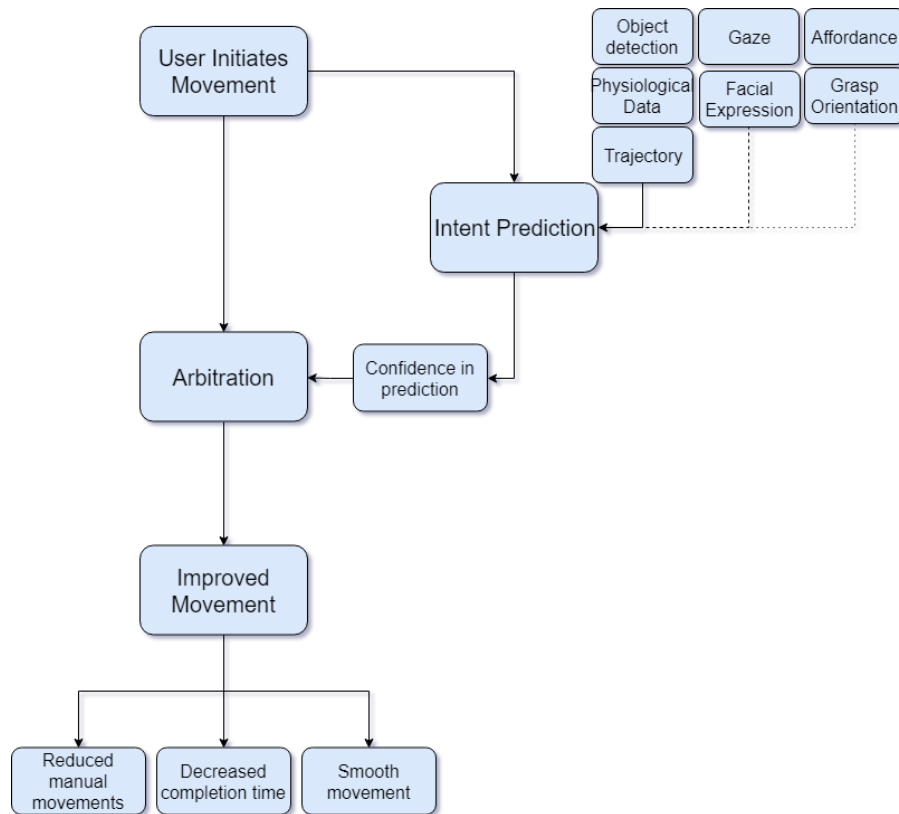 User Initiates
Movement
Object
detection
Gaze
Affordance
Physiological
Data
Facial
Expression
Grasp
Orientation
Trajectory
Intent Prediction
Arbitration
Confidence in
prediction
Improved
Movement
Reduced
manual
movements
Decreased
completion time
Smooth
movement